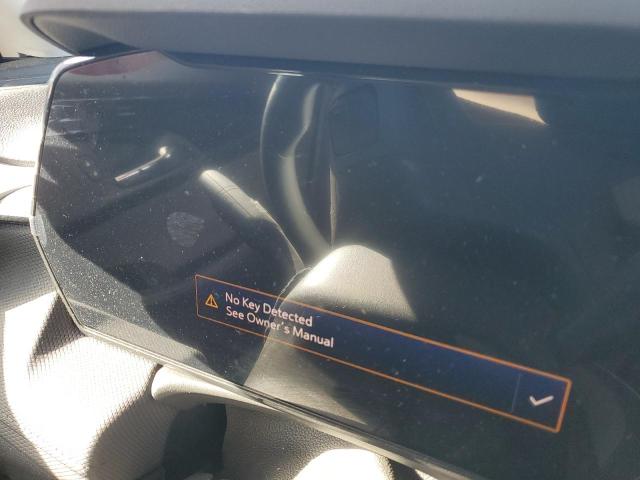 No Key Detected
See Owner's Manual